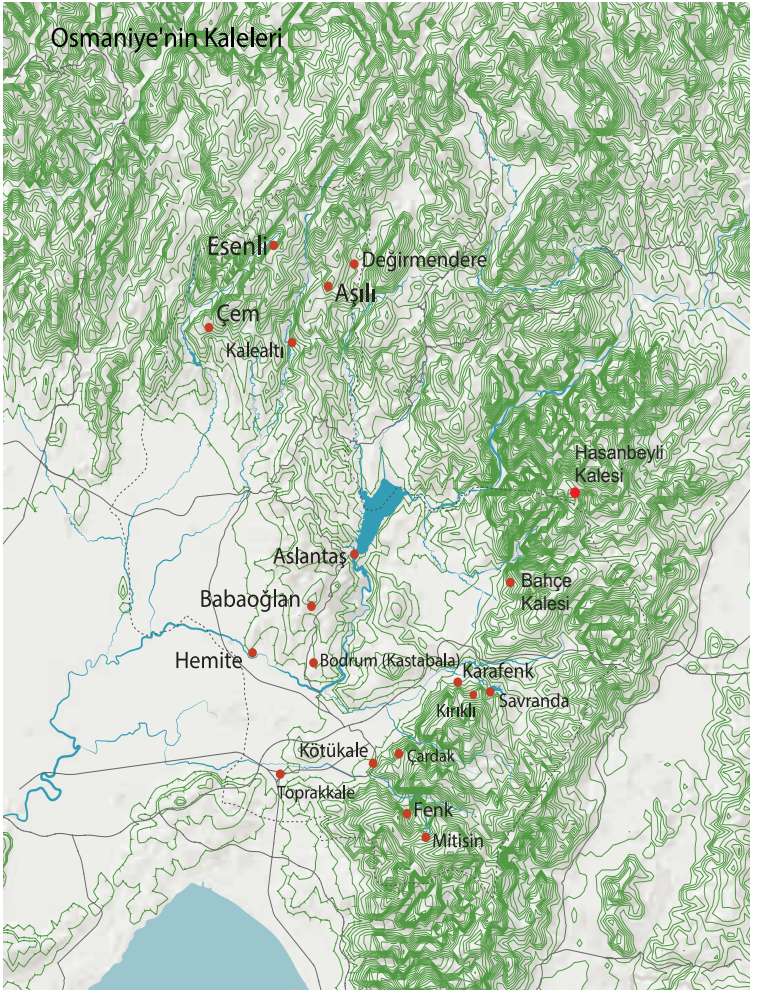 Osmaniye'nin Kaleleri
Esenli
Değirmendere
Aşılı
Çem
Kalealtı
Hasanbeyli
Kalesi
Aslantaş
Bahçe
Kalesi
Babaoğlan
Hemite
Bodrum (Kastabala)
Karafenk
Savranda
Kırıklı
Kötükale
Çardak
Toprakkale
Fenk
Mitisin